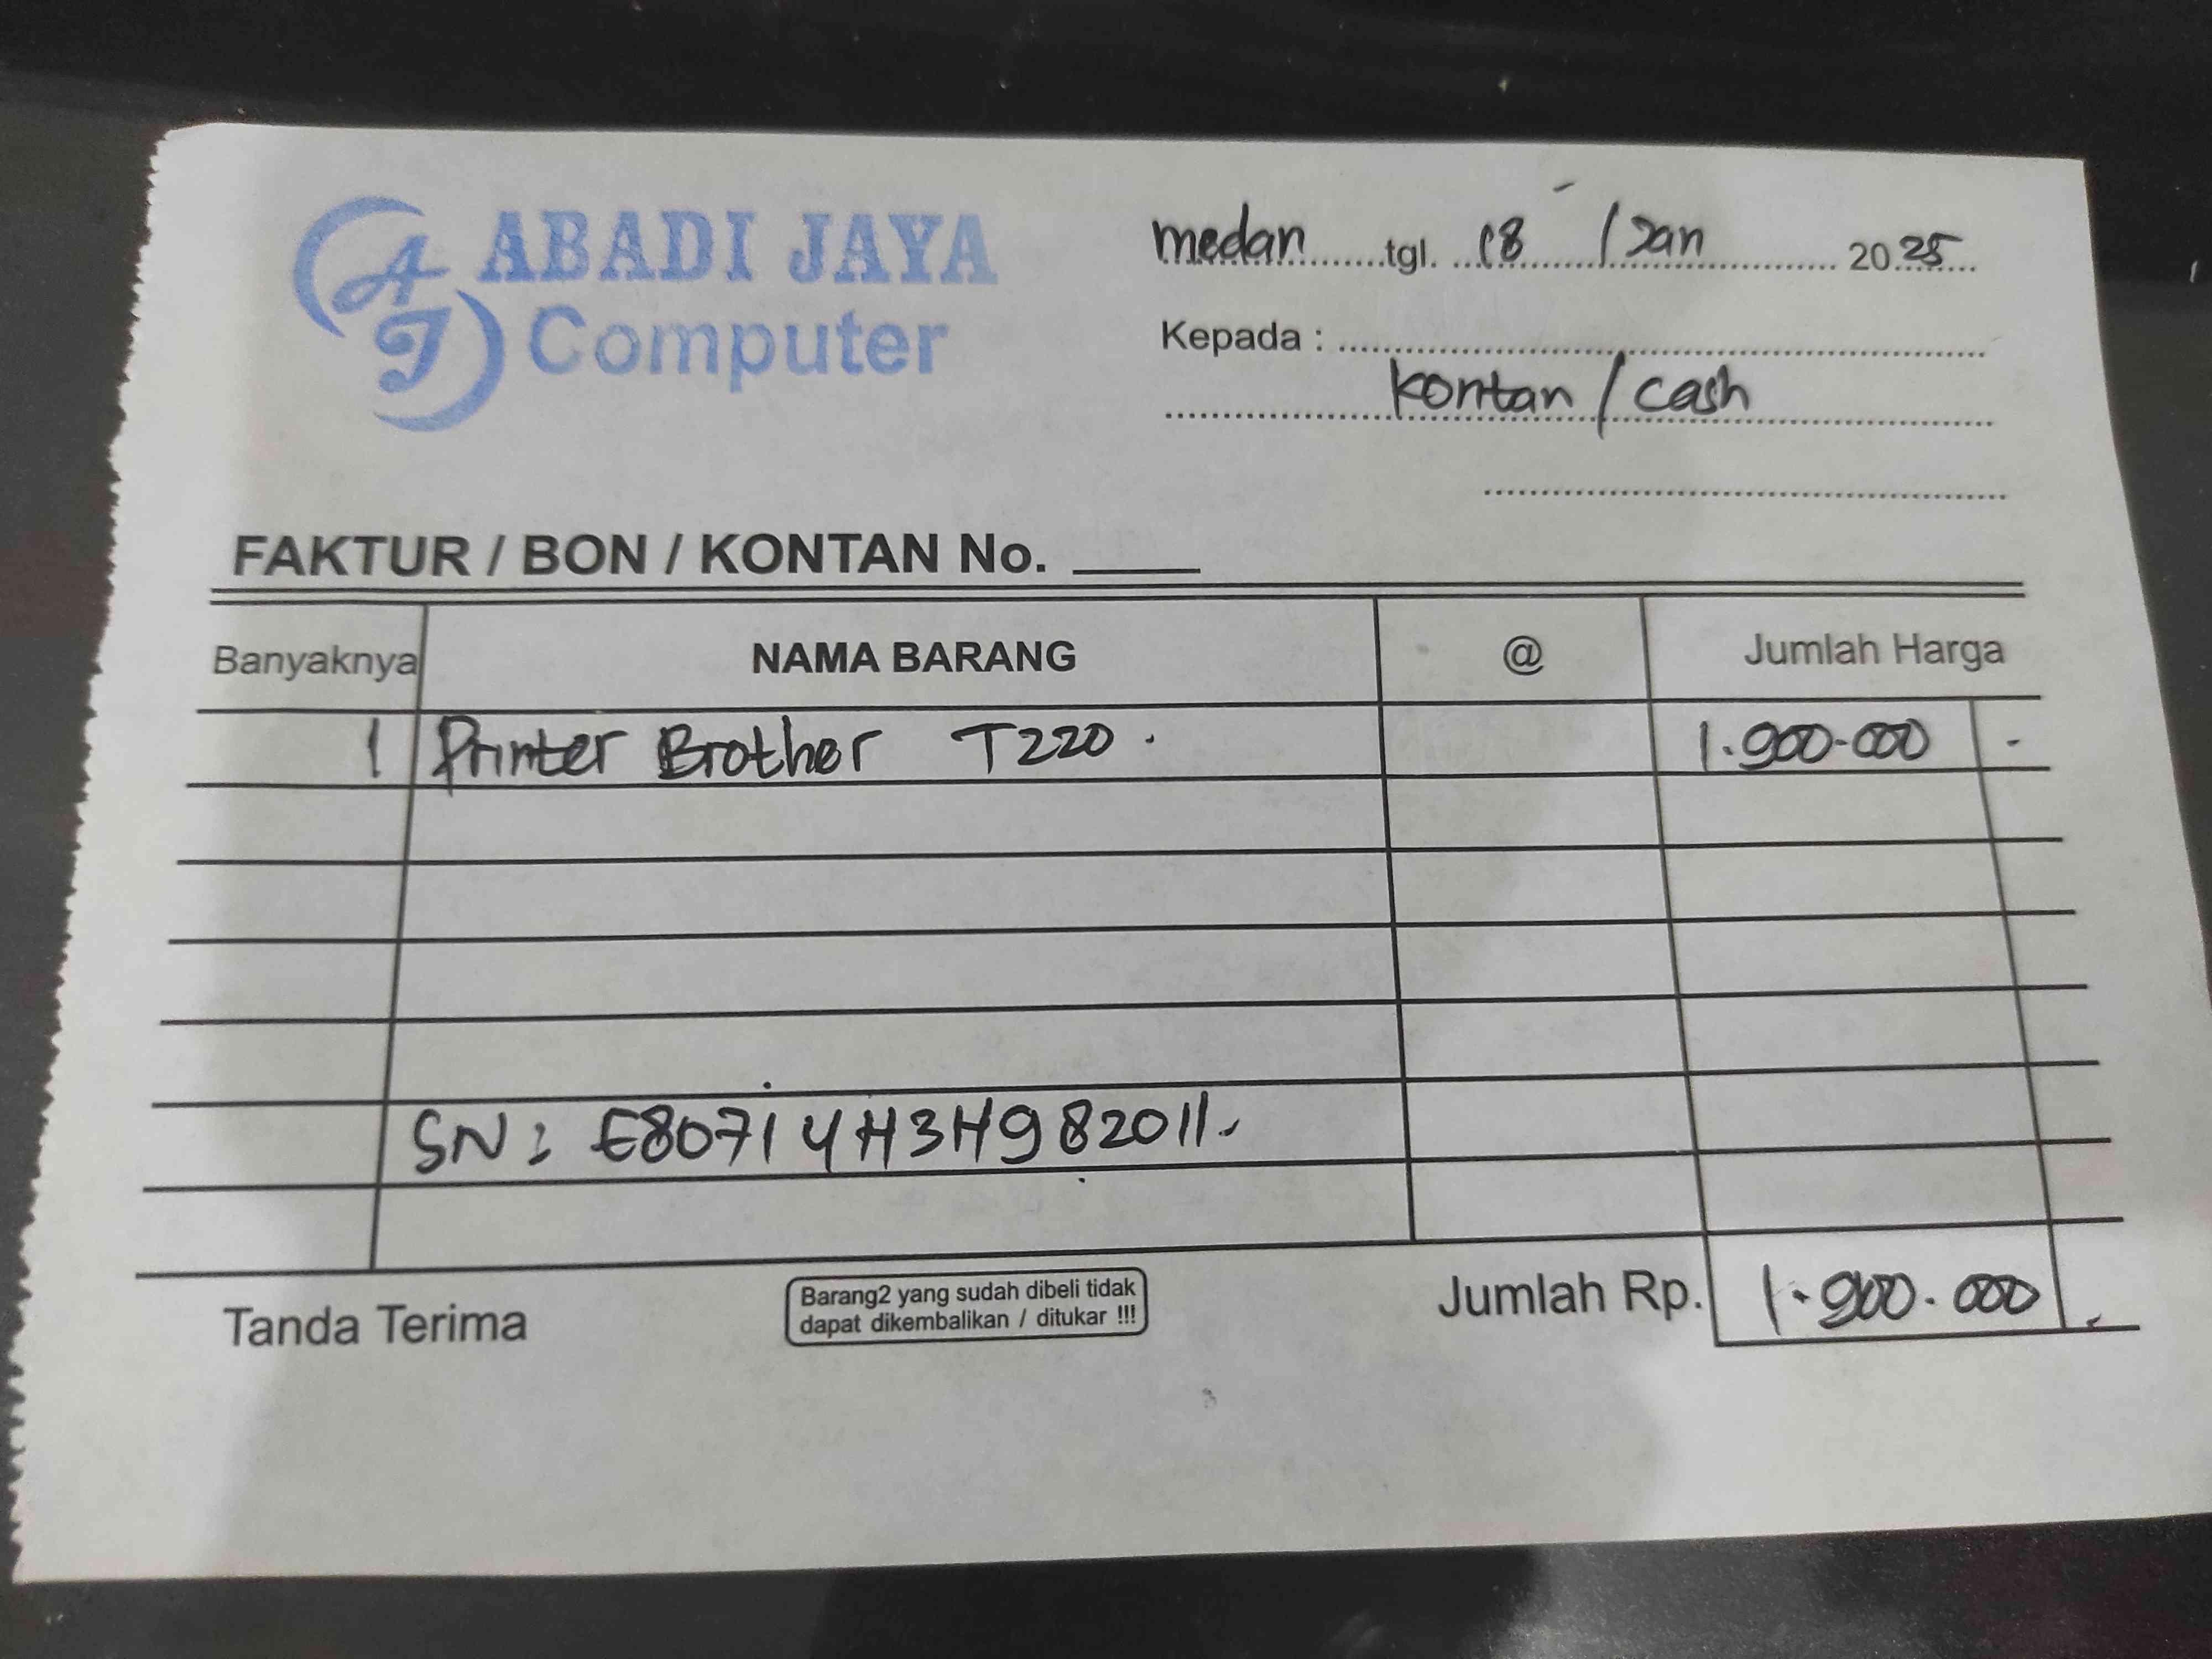 AJ ABADI JAYA
Computer
medan tgl. 18 / Jan 2025
Kepada :
kontan / cash
FAKTUR / BON / KONTAN No.
Banyaknya NAMA BARANG @ Jumlah Harga
1 Printer Brother T220. 1.900.000 -
SN: E80714H3H982011.
Tanda Terima
Barang2 yang sudah dibeli tidak
dapat dikembalikan / ditukar !!!
Jumlah Rp. 1.900.000